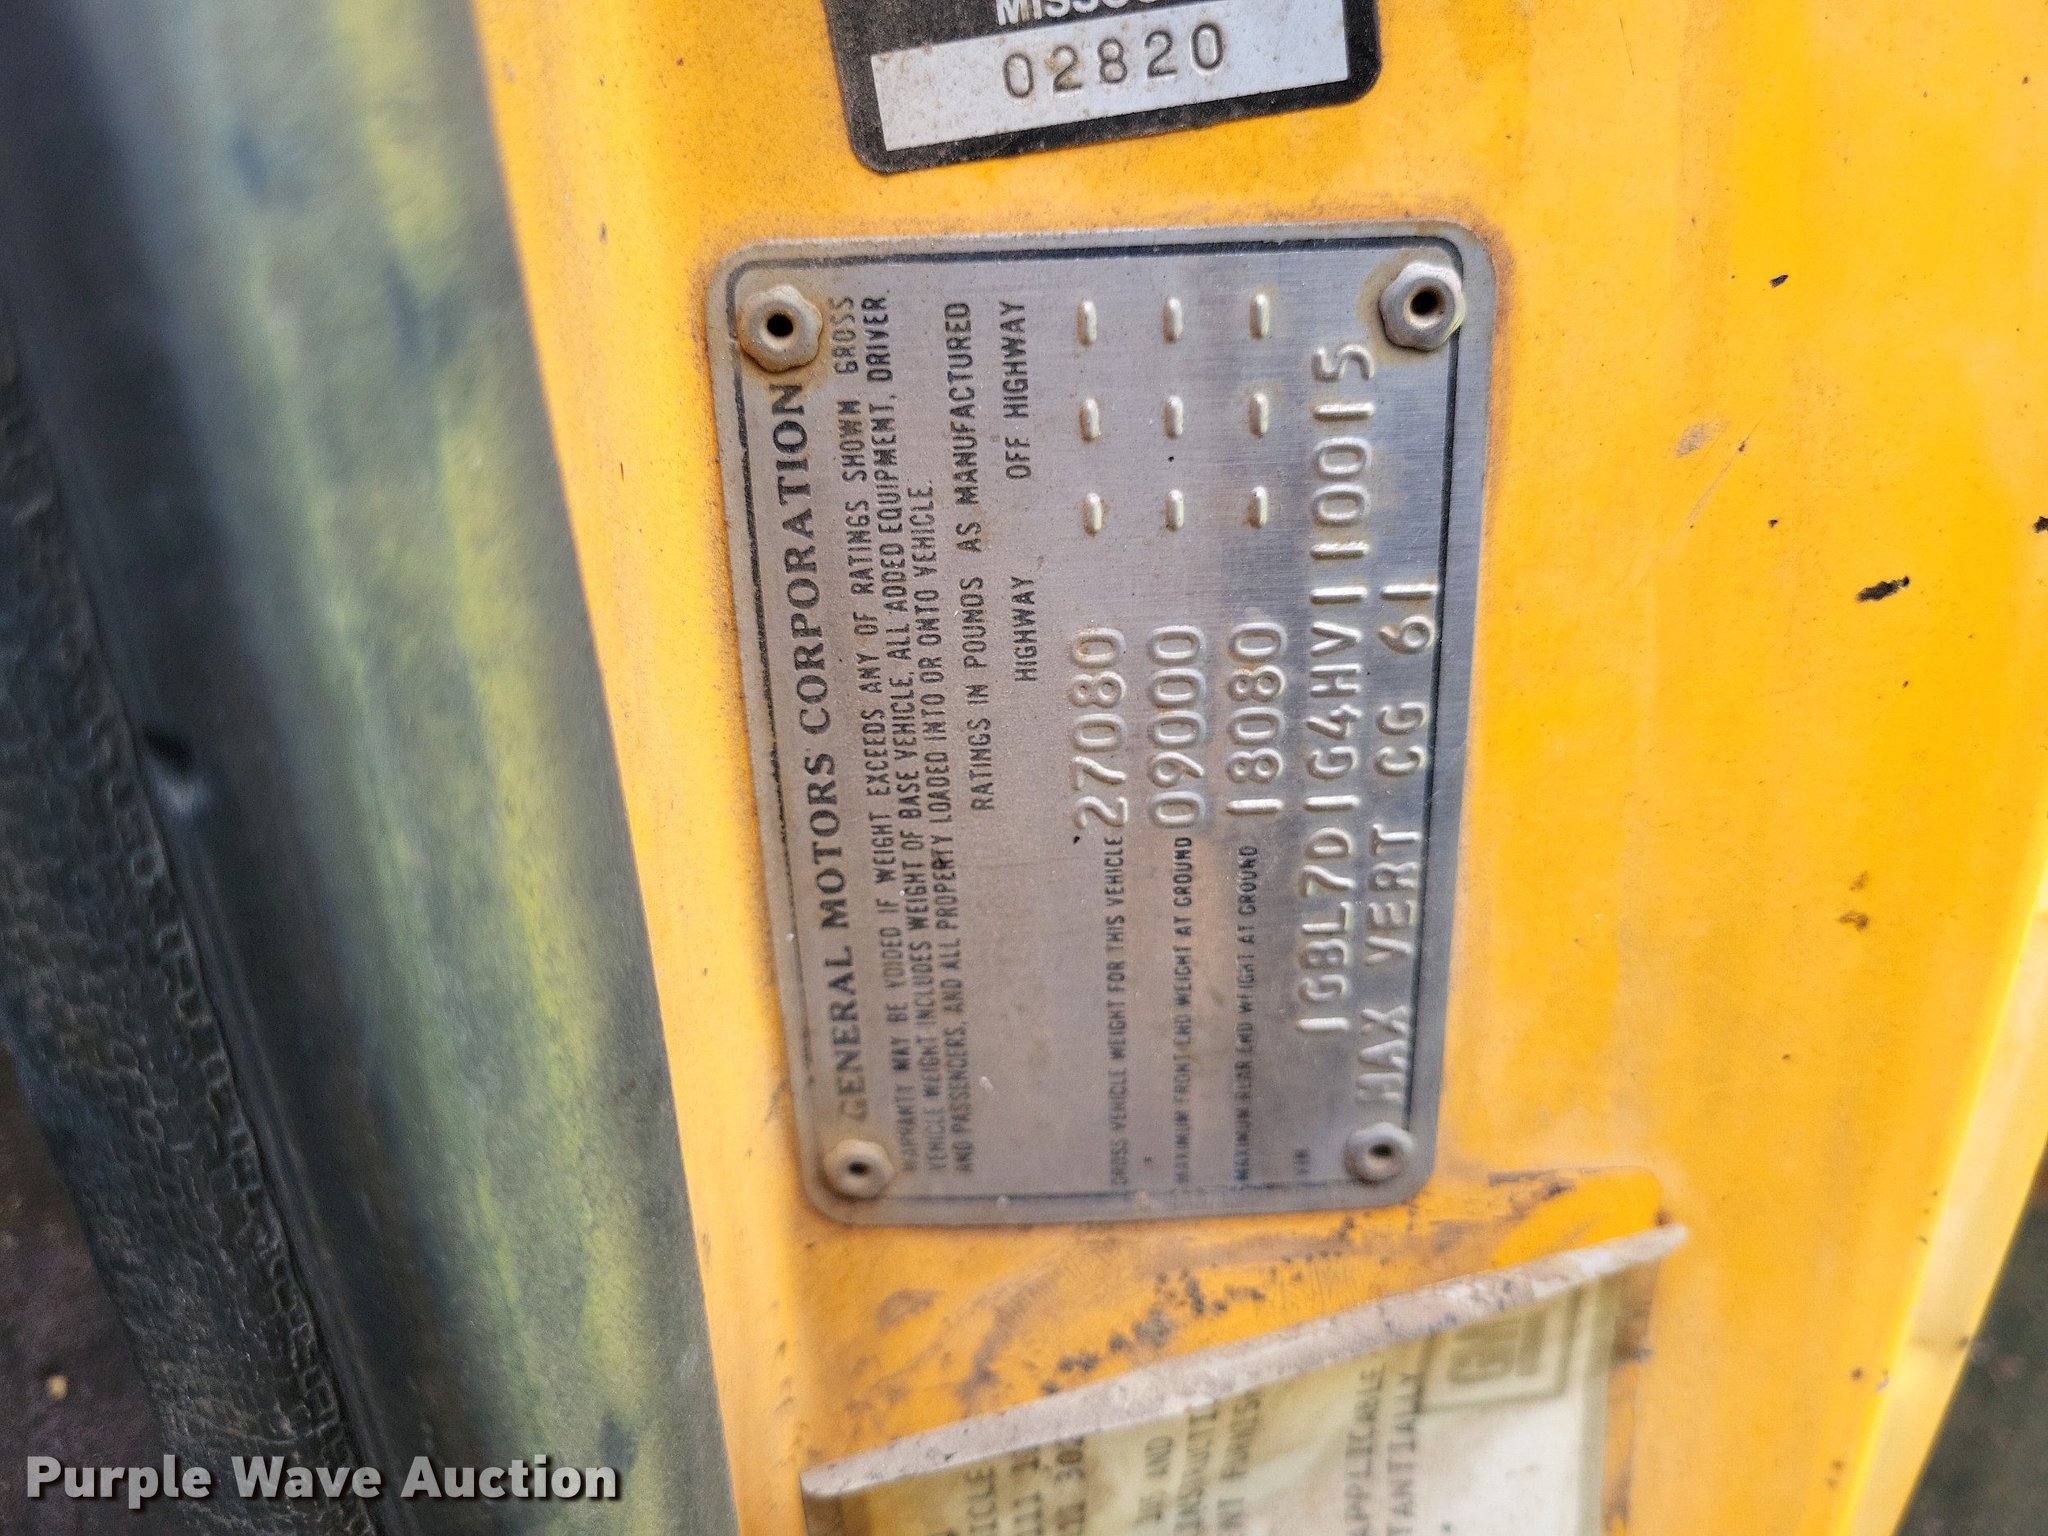 02820
GENERAL MOTORS CORPORATION
WARRANTY MAY BE VOIDED IF WEIGHT EXCEEDS ANY OF RATINGS SHOWN GROSS
VEHICLE WEIGHT INCLUDES WEIGHT OF BASE VEHICLE, ALL ADDED EQUIPMENT, DRIVER
AND PASSENGERS, AND ALL PROPERTY LOADED INTO OR ONTO VEHICLE.
RATINGS IN POUNDS AS MANUFACTURED
HIGHWAY OFF HIGHWAY
GROSS VEHICLE WEIGHT FOR THIS VEHICLE 27080 - - -
MAXIMUM FRONT END WEIGHT AT GROUND 09000 - - -
MAXIMUM REAR END WEIGHT AT GROUND 18080 - - -
VIN 1GBL7D1G4HV110015
MAX VERT CG 61
APPLICABLE
Purple Wave Auction